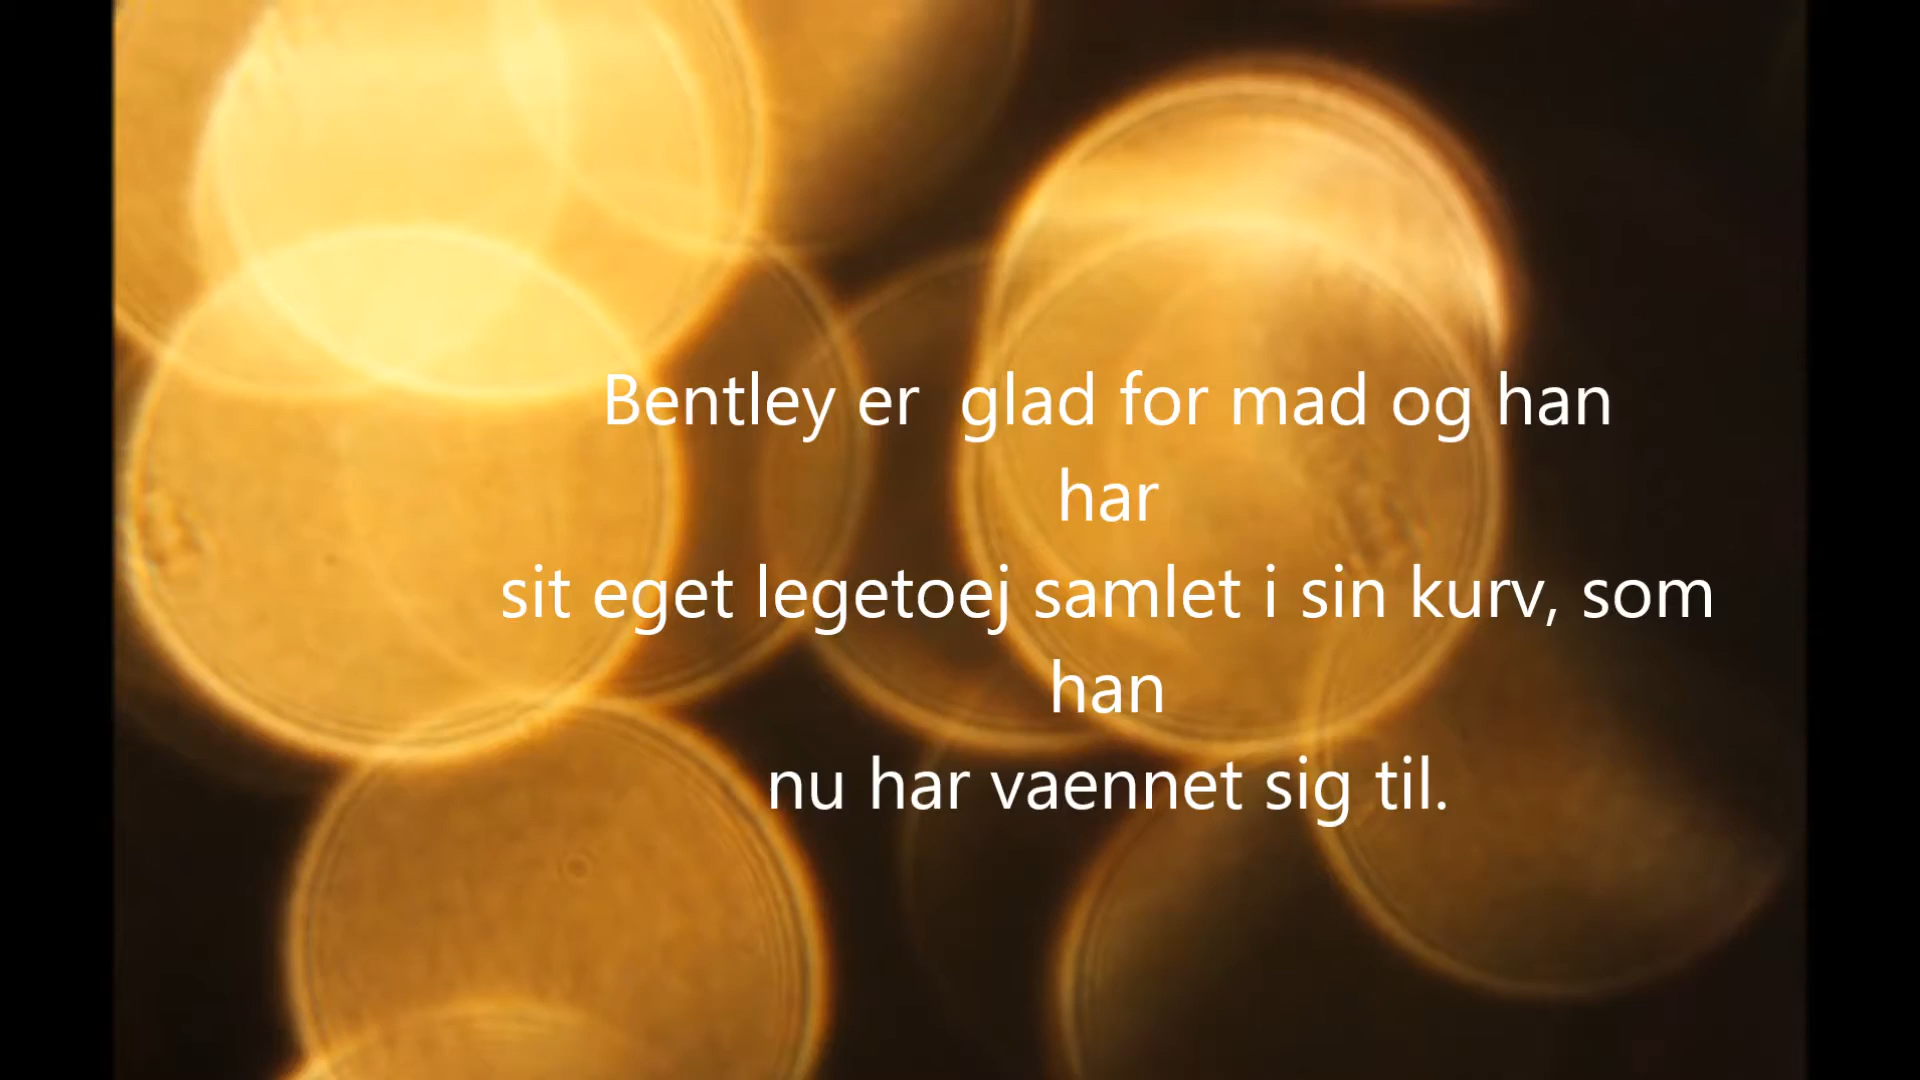 Bentley er  glad for mad og han
har
sit eget legetoej samlet i sin kurv, som
han
nu har vaennet sig til.